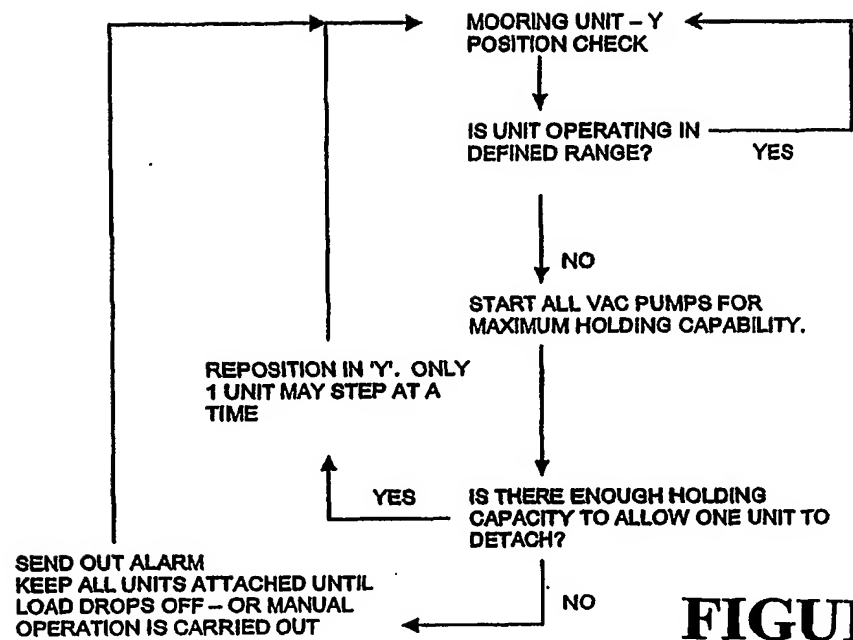 MOORING UNIT – Y
POSITION CHECK
IS UNIT OPERATING IN
DEFINED RANGE?
YES
NO
START ALL VAC PUMPS FOR
MAXIMUM HOLDING CAPABILITY.
REPOSITION IN 'Y'. ONLY
1 UNIT MAY STEP AT A
TIME
YES
IS THERE ENOUGH HOLDING
CAPACITY TO ALLOW ONE UNIT TO
DETACH?
NO
SEND OUT ALARM
KEEP ALL UNITS ATTACHED UNTIL
LOAD DROPS OFF – OR MANUAL
OPERATION IS CARRIED OUT